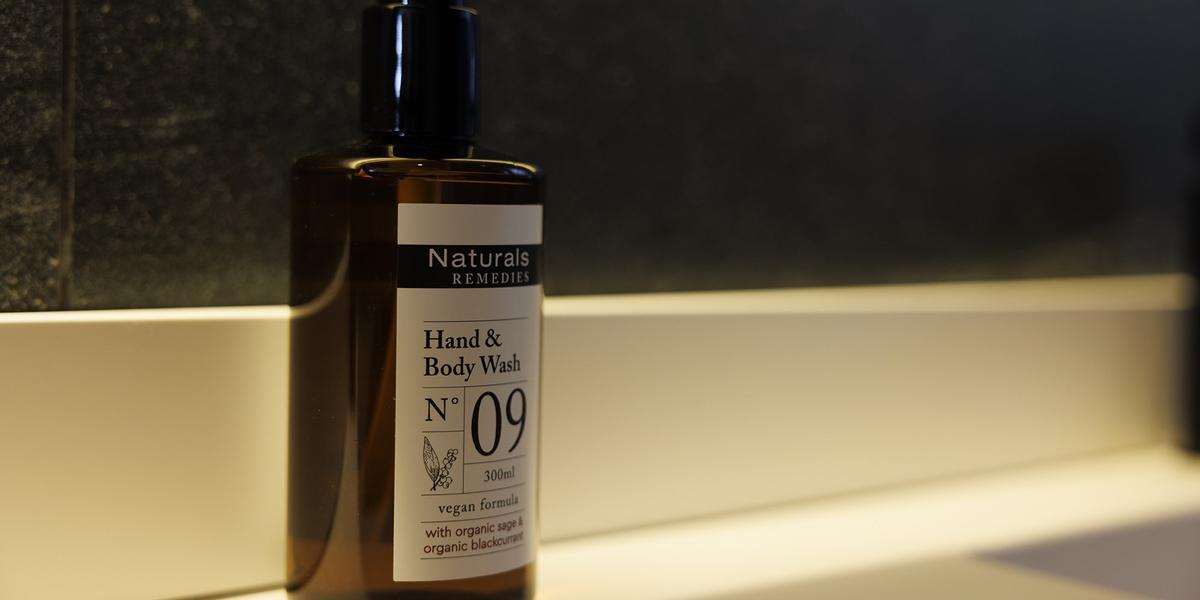 Naturals
REMEDIES
Hand &
Body Wash
N° 09
300ml
vegan formula
with organic sage &
organic blackcurrant